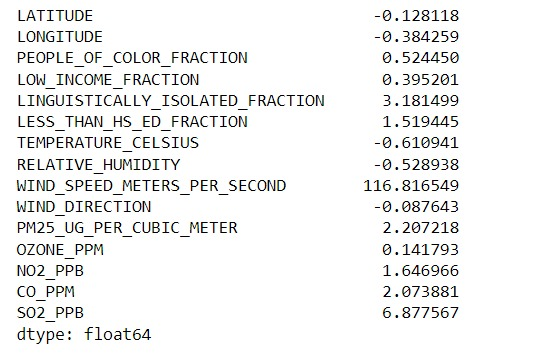 LATITUDE -0.128118
LONGITUDE -0.384259
PEOPLE_OF_COLOR_FRACTION 0.524450
LOW_INCOME_FRACTION 0.395201
LINGUISTICALLY_ISOLATED_FRACTION 3.181499
LESS_THAN_HS_ED_FRACTION 1.519445
TEMPERATURE_CELSIUS -0.610941
RELATIVE_HUMIDITY -0.528938
WIND_SPEED_METERS_PER_SECOND 116.816549
WIND_DIRECTION -0.087643
PM25_UG_PER_CUBIC_METER 2.207218
OZONE_PPM 0.141793
NO2_PPB 1.646966
CO_PPM 2.073881
SO2_PPB 6.877567
dtype: float64